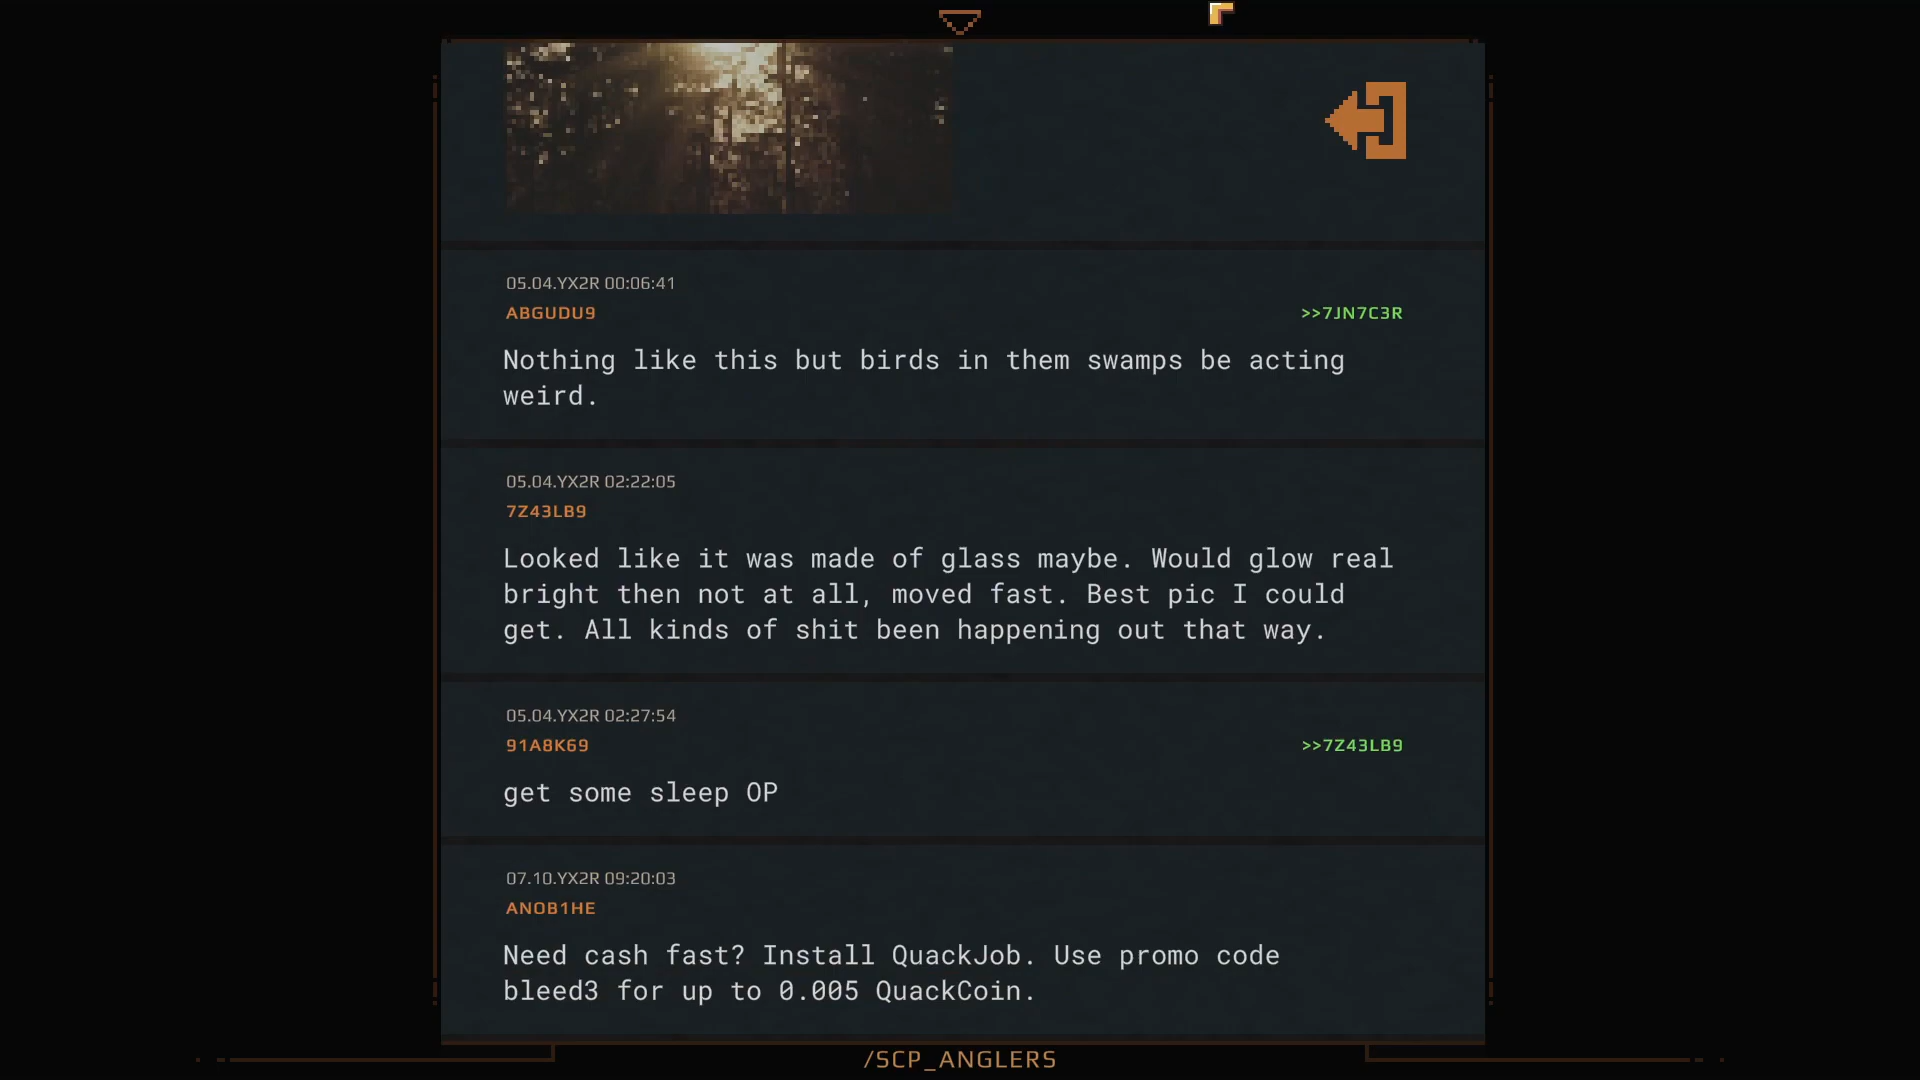 05.04.YX2R 00:06:41
ABGUDU9 >>7JN7C3R
Nothing like this but birds in them swamps be acting
weird.
05.04.YX2R 02:22:05
7Z43LB9
Looked like it was made of glass maybe. Would glow real
bright then not at all, moved fast. Best pic I could
get. All kinds of shit been happening out that way.
05.04.YX2R 02:27:54
91A8K69 >>7Z43LB9
get some sleep OP
07.10.YX2R 09:20:03
ANOB1HE
Need cash fast? Install QuackJob. Use promo code
bleed3 for up to 0.005 QuackCoin.
/SCP_ANGLERS